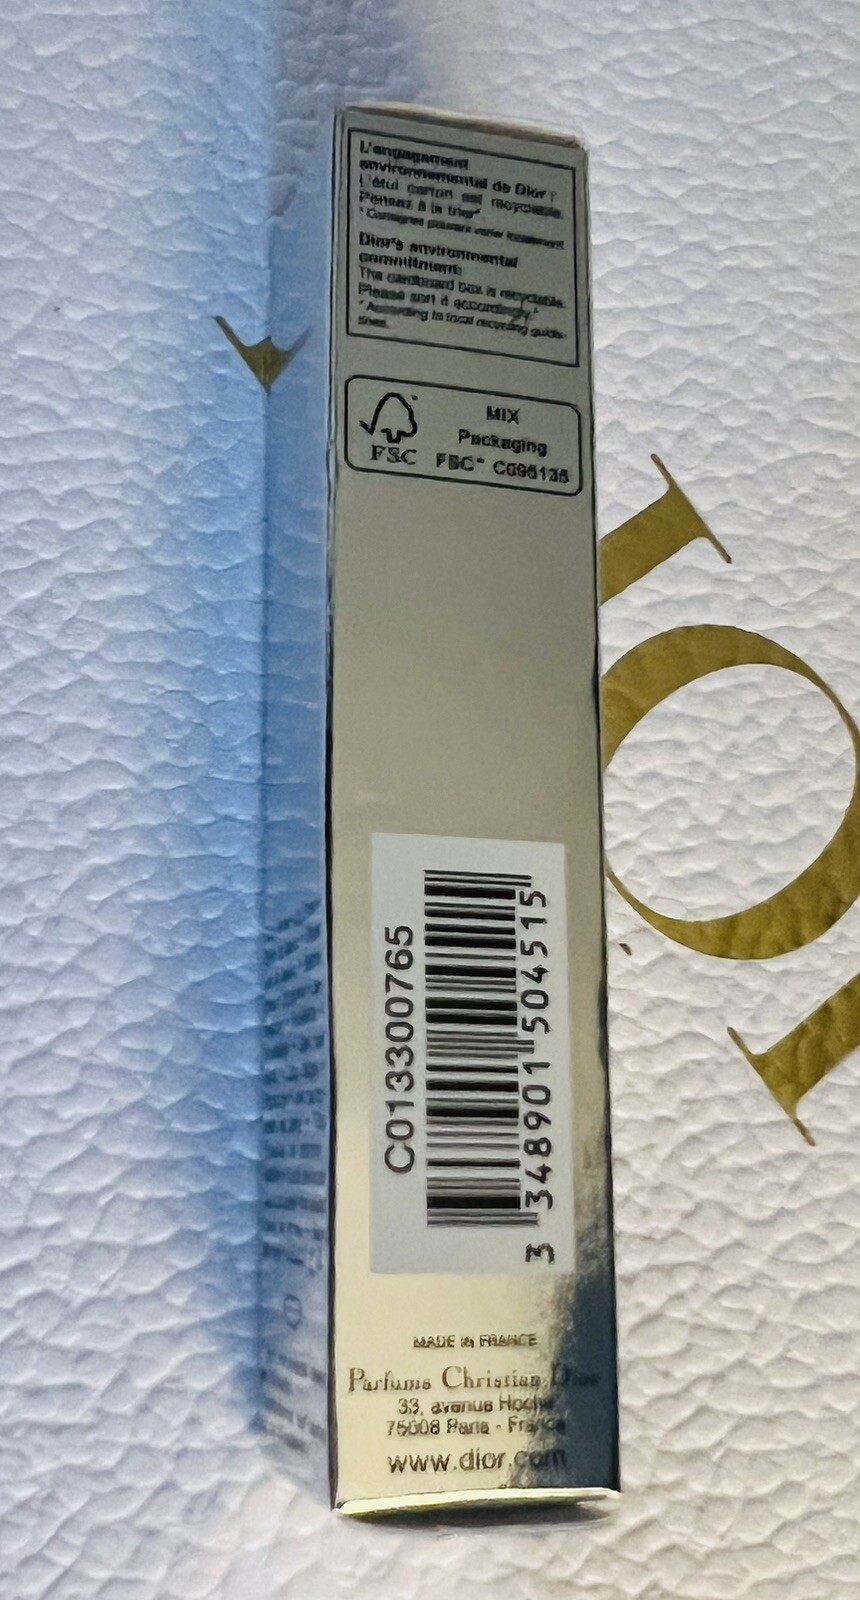 L'engagement
environnemental de Dior :
L'étui carton est recyclable.
Pensez à le trier*.
*Consignes pouvant varier localement.
Dior's environmental
commitment:
The cardboard box is recyclable.
Please sort it accordingly.*
*According to local recycling guide-
lines.
MIX
Packaging
FSC
FSC™ C095135
C013300765
3 348901 504515
MADE IN FRANCE
Parfums Christian Dior
33, avenue Hoche
75008 Paris - France
www.dior.com